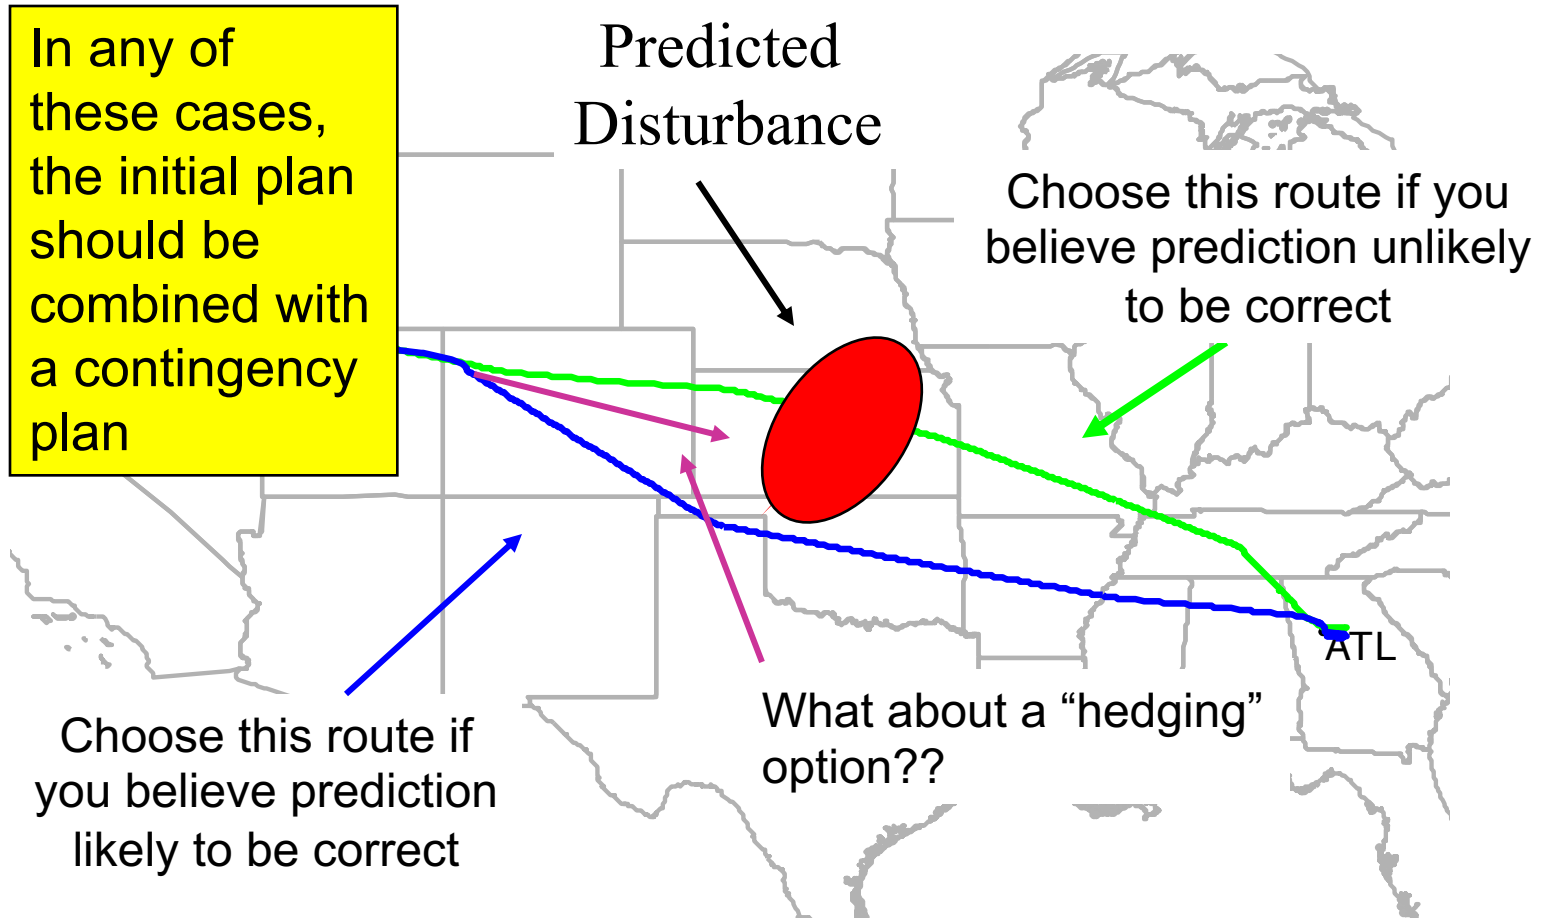 In any of
these cases,
the initial plan
should be
combined with
a contingency
plan
Predicted
Disturbance
Choose this route if you
believe prediction unlikely
to be correct
ATL
What about a “hedging”
option??
Choose this route if
you believe prediction
likely to be correct